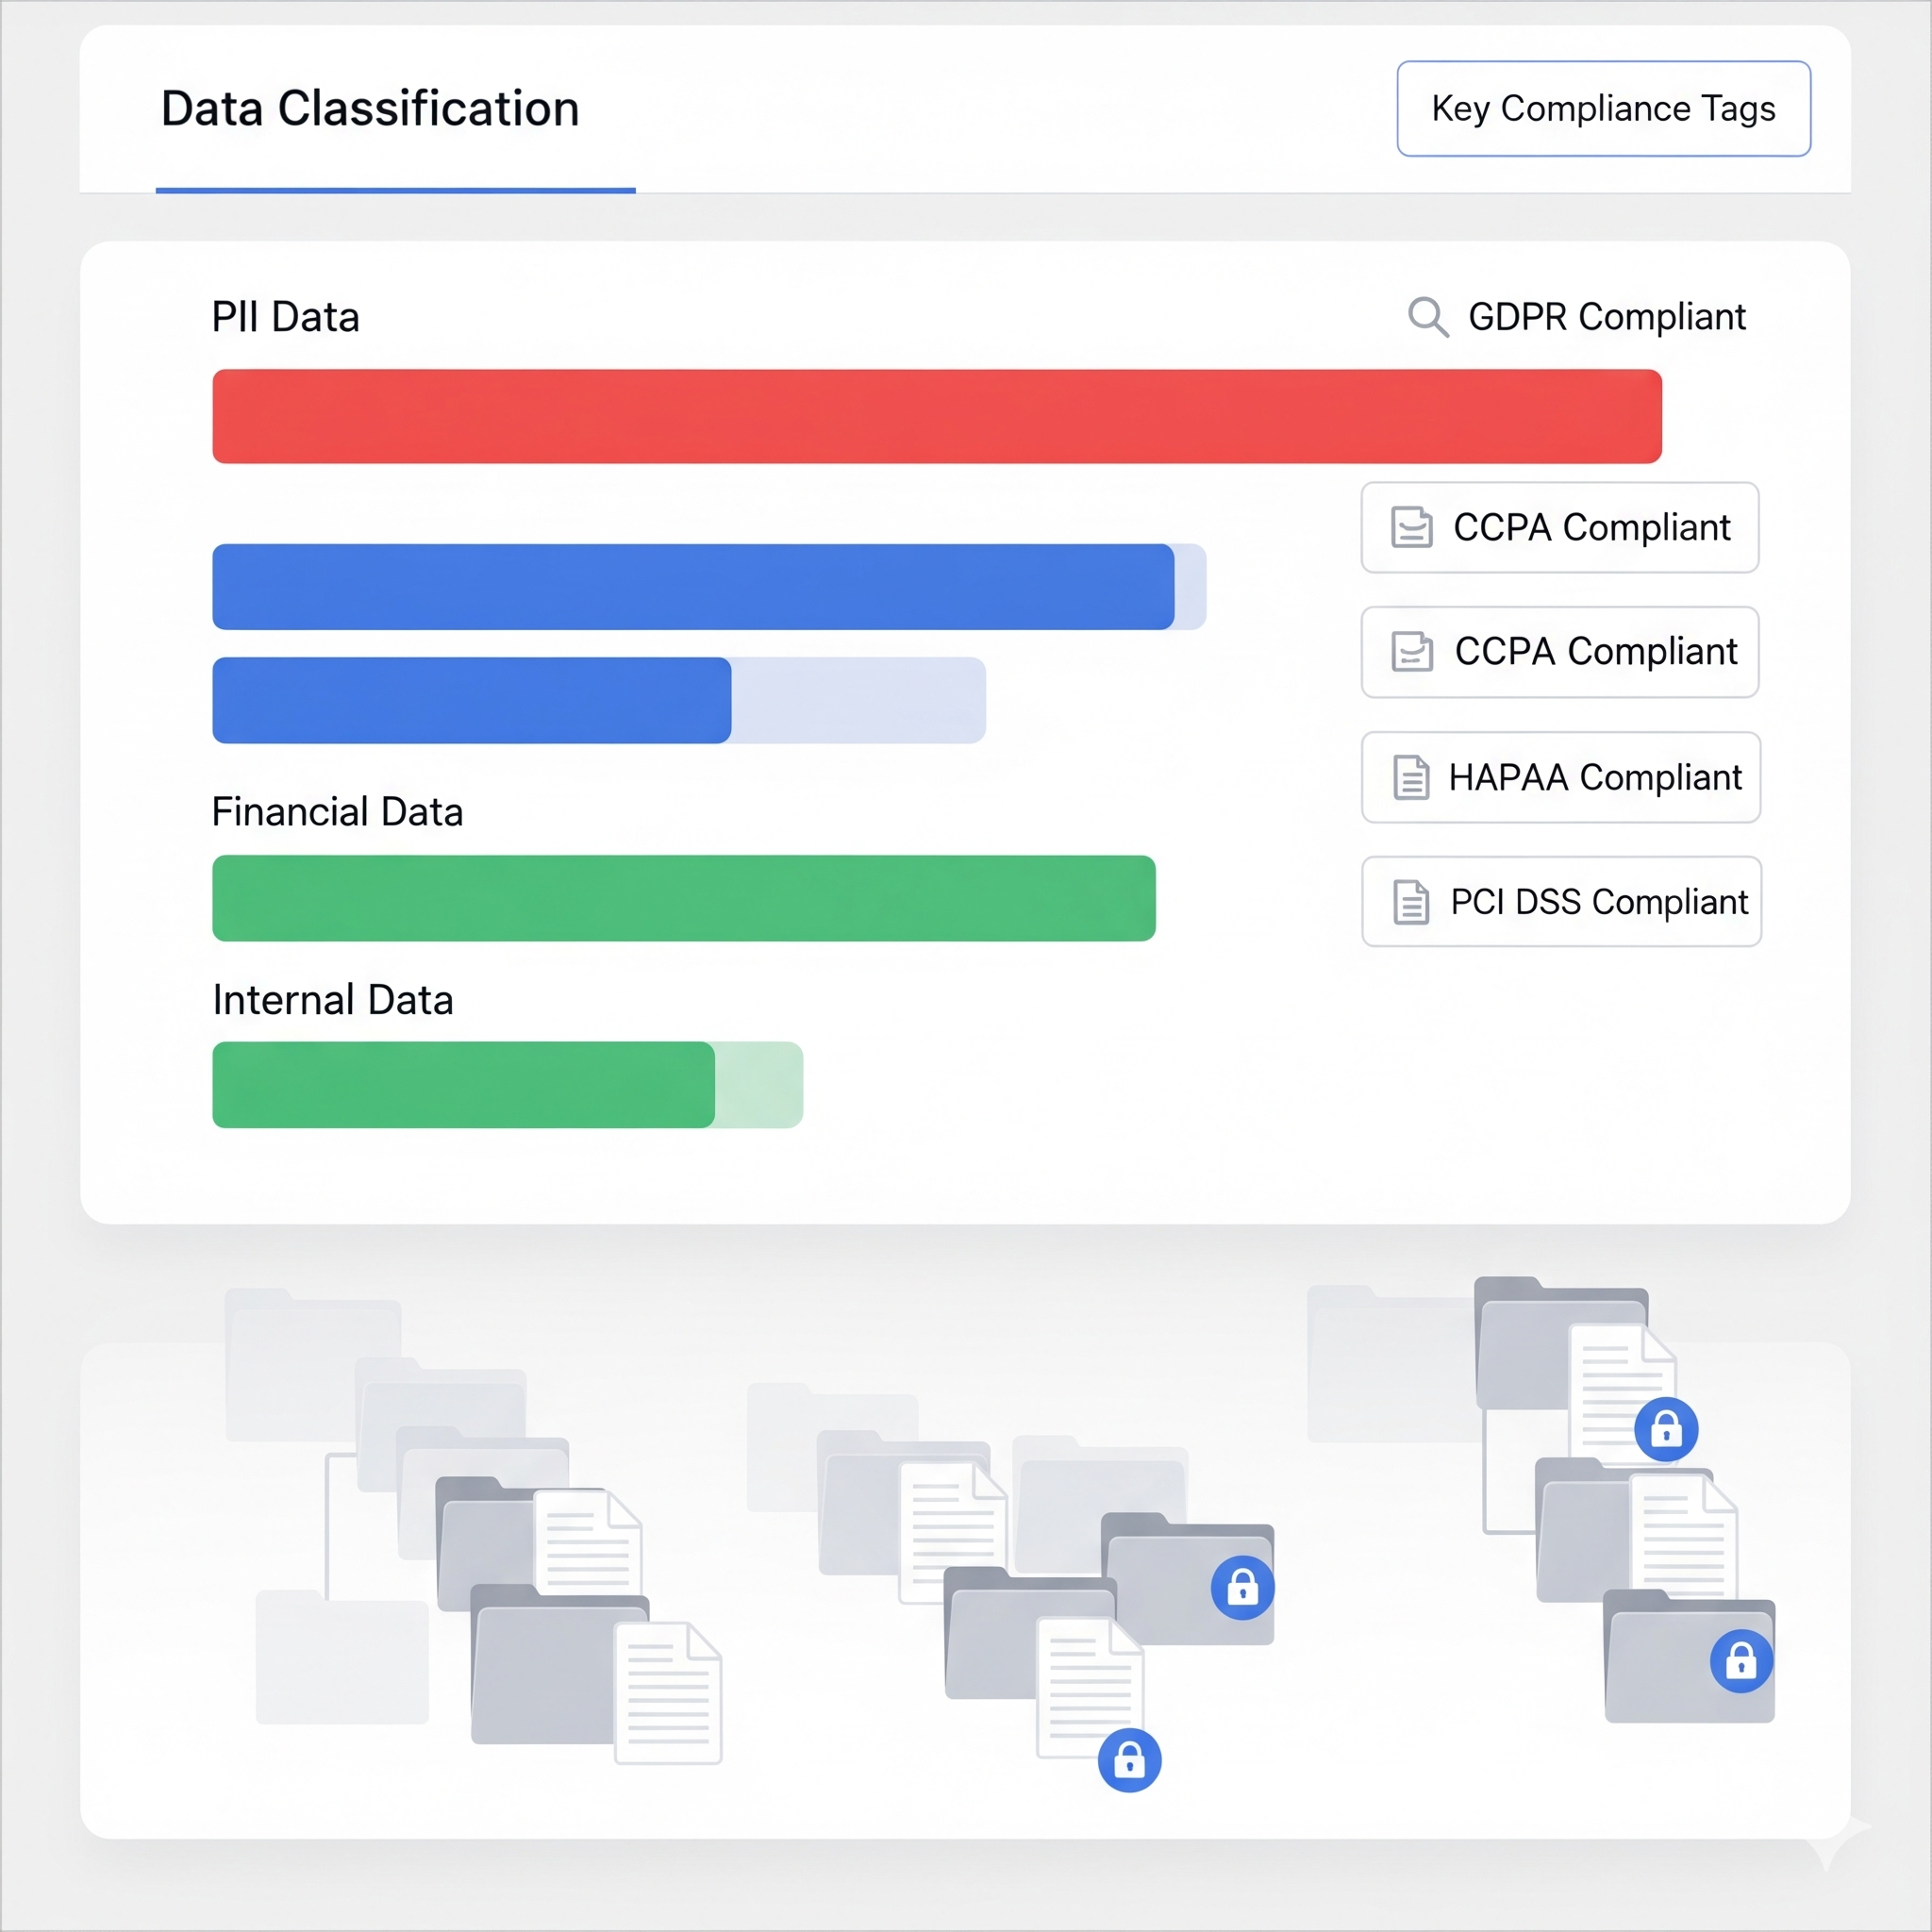 Data Classification
Key Compliance Tags
PII Data
GDPR Compliant
CCPA Compliant
CCPA Compliant
HAPAA Compliant
Financial Data
PCI DSS Compliant
Internal Data